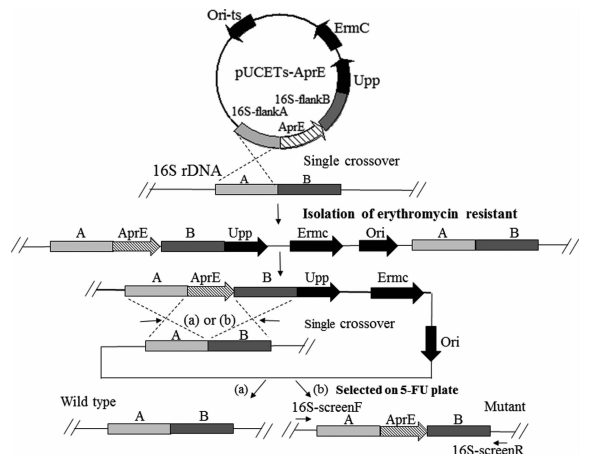 Ori-ts
ErmC
pUCETs-AprE
Upp
16S-flankB
16S-flankA
AprE
Single crossover
16S rDNA
A B
Isolation of erythromycin resistant
A AprE B Upp Ermc Ori A B
A AprE B Upp Ermc
(a) or (b)
Single crossover
A B
Ori
(a) (b) Selected on 5-FU plate
Wild type
16S-screenF
Mutant
A B A AprE B
16S-screenR